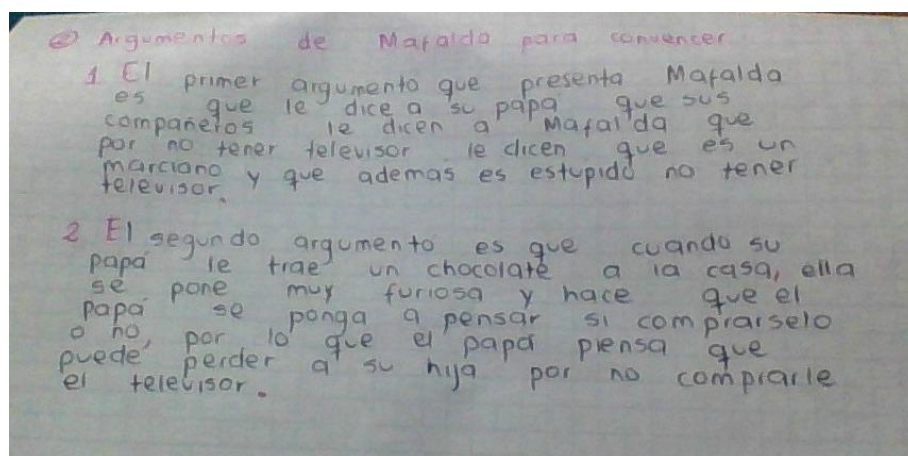 ② Argumentos de Mafalda para convencer
1 El primer argumento que presenta Mafalda
es que le dice a su papá que sus
compañeros le dicen a Mafalda que
por no tener televisor le dicen que es un
marciano y que ademas es estupido no tener
televisor.
2 El segundo argumento es que cuando su
papá le trae un chocolate a la casa, ella
se pone muy furiosa y hace que el
papá se ponga a pensar si comprarselo
o no, por lo que el papá piensa que
puede perder a su hija por no comprarle
el televisor.